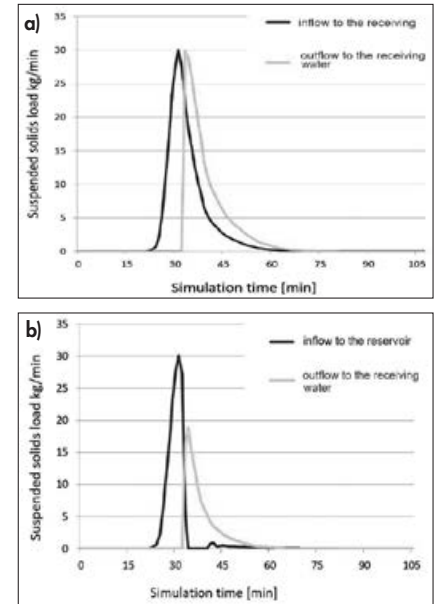 a)
Suspended solids load kg/min
35
30
25
20
15
10
5
0
inflow to the receiving
outflow to the receiving
water
0 15 30 45 60 75 90 105
Simulation time [min]
b)
Suspended solids load kg/min
35
30
25
20
15
10
5
0
inflow to the reservoir
outflow to the receiving
water
0 15 30 45 60 75 90 105
Simulation time [min]